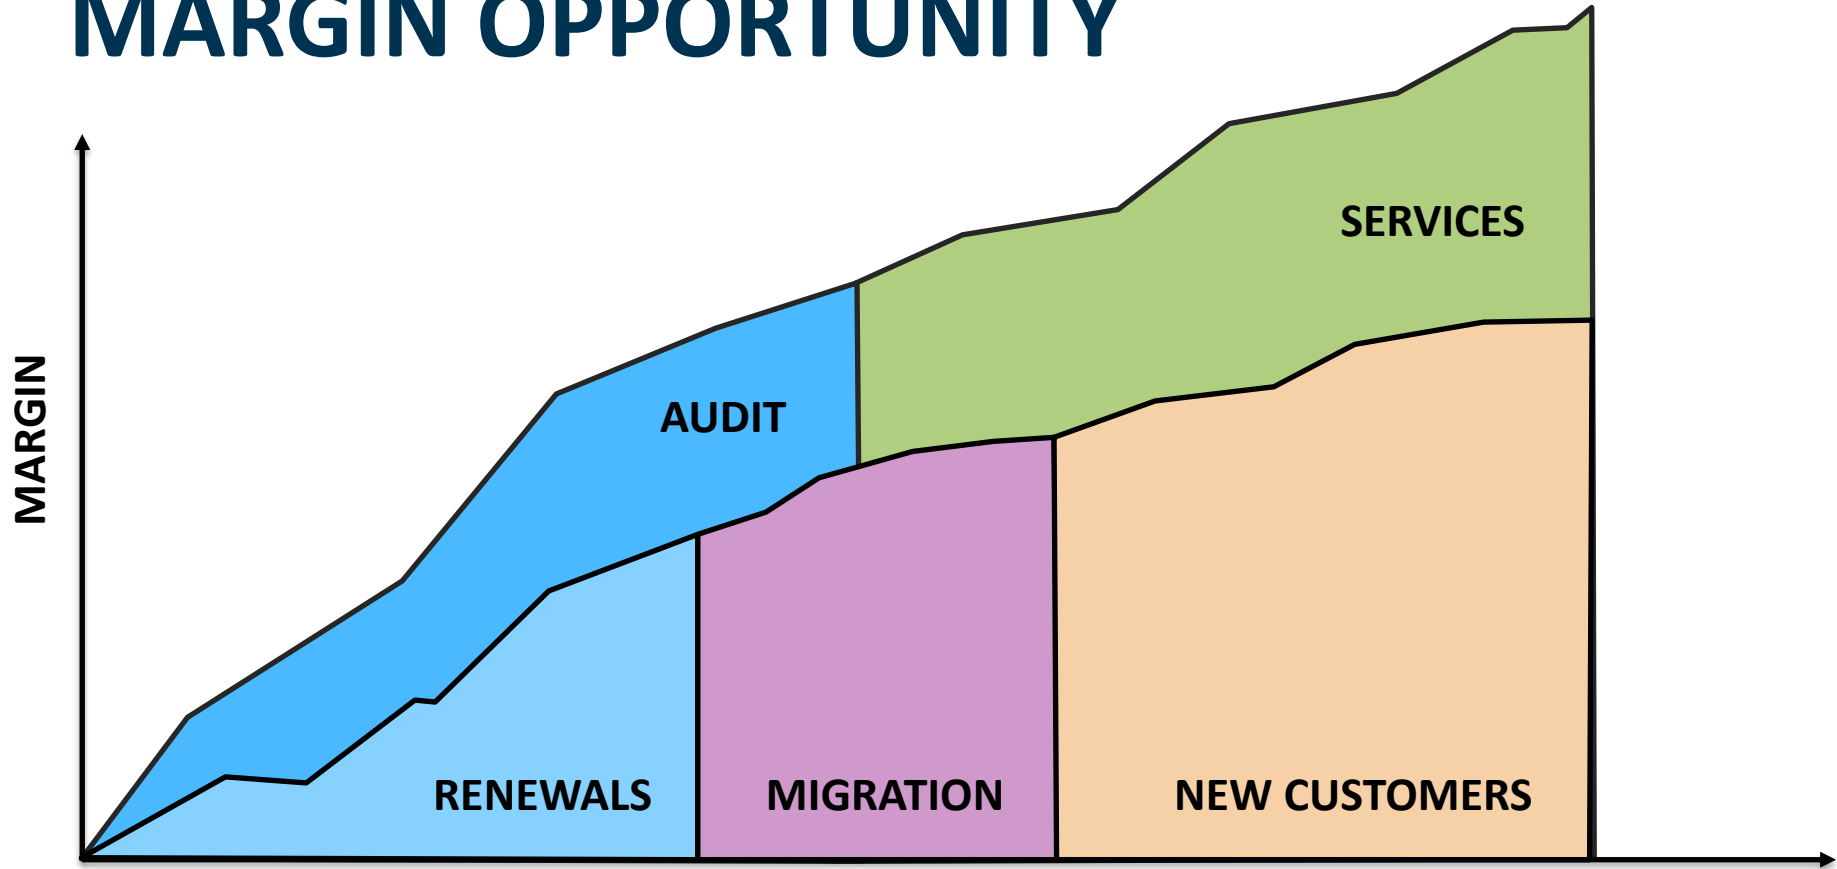 MARGIN OPPORTUNITY
SERVICES
AUDIT
MARGIN
RENEWALS
MIGRATION
NEW CUSTOMERS